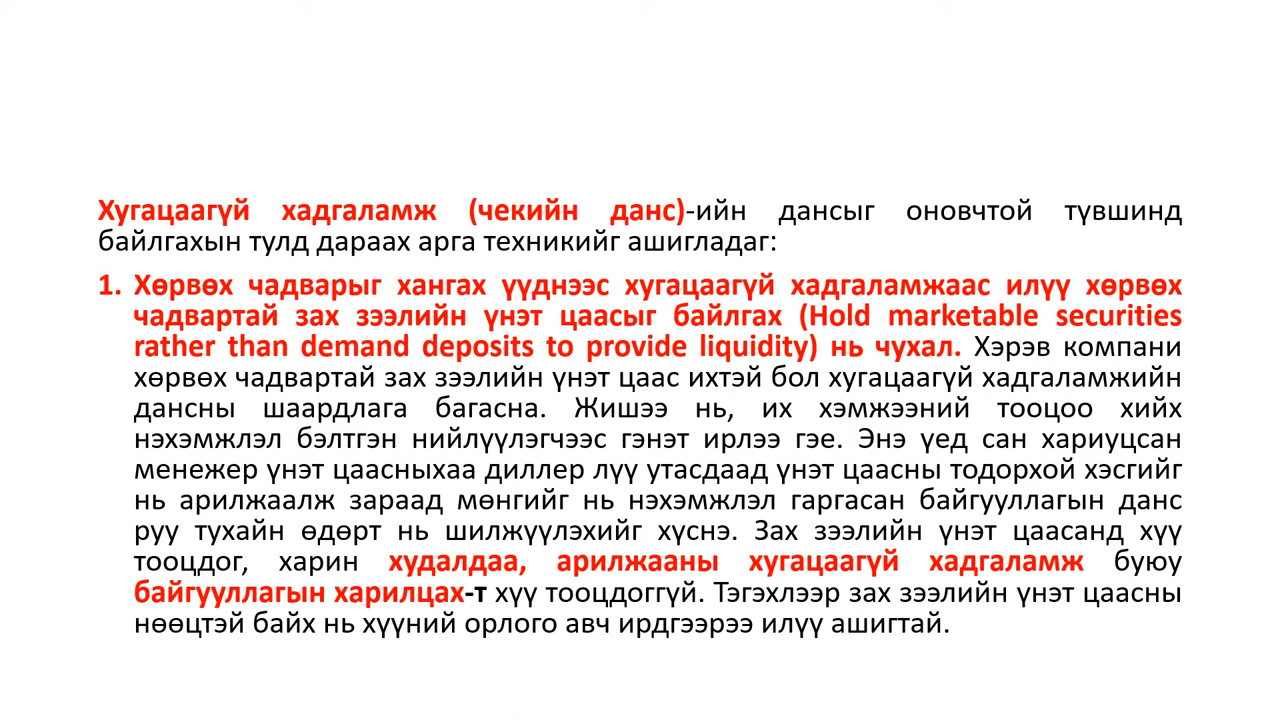 Хугацаагүй хадгаламж (чекийн данс)-ийн дансыг оновчтой түвшинд
байлгахын тулд дараах арга техникийг ашигладаг:
1. Хөрвөх чадварыг хангах үүднээс хугацаагүй хадгаламжаас илүү хөрвөх
чадвартай зах зээлийн үнэт цаасыг байлгах (Hold marketable securities
rather than demand deposits to provide liquidity) нь чухал. Хэрэв компани
хөрвөх чадвартай зах зээлийн үнэт цаас ихтэй бол хугацаагүй хадгаламжийн
дансны шаардлага багасна. Жишээ нь, их хэмжээний тооцоо хийх
нэхэмжлэл бэлтгэн нийлүүлэгчээс гэнэт ирлээ гэе. Энэ үед сан хариуцсан
менежер үнэт цаасныхаа диллер лүү утасдаад үнэт цаасны тодорхой хэсгийг
нь арилжаалж зараад мөнгийг нь нэхэмжлэл гаргасан байгууллагын данс
руу тухайн өдөрт нь шилжүүлэхийг хүснэ. Зах зээлийн үнэт цаасанд хүү
тооцдог, харин худалдаа, арилжааны хугацаагүй хадгаламж буюу
байгууллагын харилцах-т хүү тооцдоггүй. Тэгэхлээр зах зээлийн үнэт цаасны
нөөцтэй байх нь хүүний орлого авч ирдгээрээ илүү ашигтай.